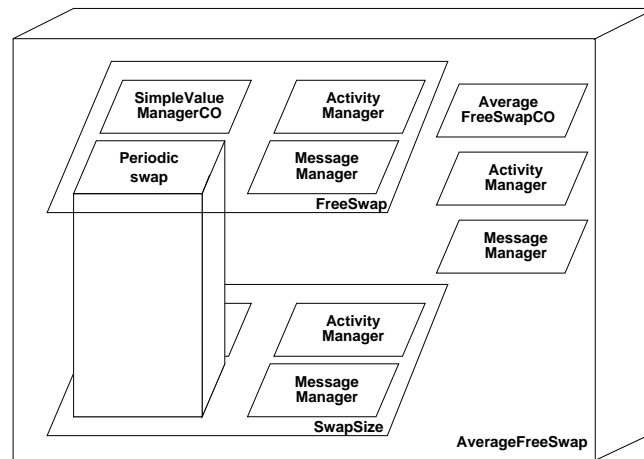 SimpleValue
ManagerCO
Activity
Manager
Periodic
swap
Message
Manager
FreeSwap
Average
FreeSwapCO
Activity
Manager
Message
Manager
Activity
Manager
Message
Manager
SwapSize
AverageFreeSwap